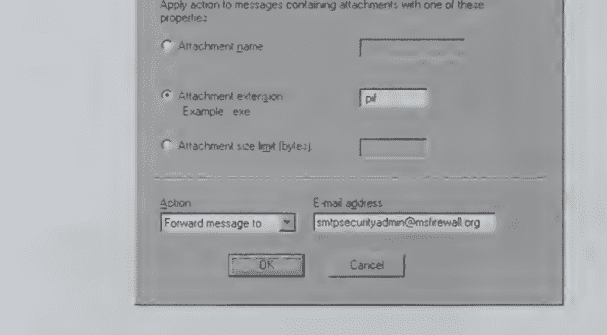 Apply action to messages containing attachments with one of these
properties:
Attachment name
Attachment extension
Example: .exe
.pif
Attachment size limit (bytes):
Action
E-mail address
Forward message to
smtpsecurityadmin@msfirewall.org
OK
Cancel